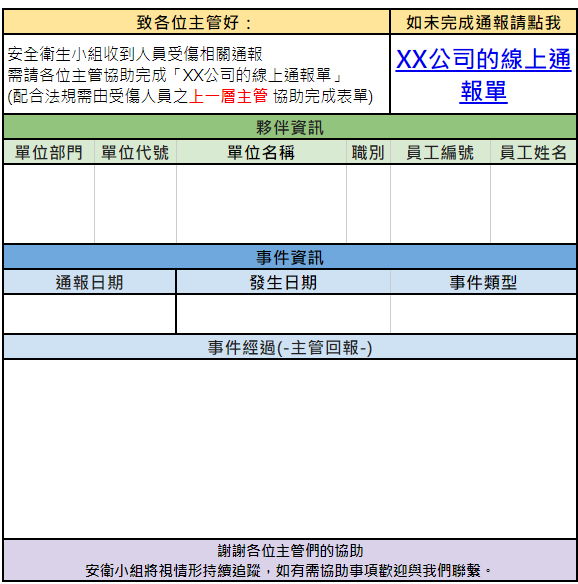 致各位主管好：
如未完成通報請點我
安全衛生小組收到人員受傷相關通報
需請各位主管協助完成「XX公司的線上通報單」
(配合法規需由受傷人員之上一層主管 協助完成表單)
XX公司的線上通
報單
夥伴資訊
單位部門 單位代號 單位名稱 職別 員工編號 員工姓名
事件資訊
通報日期 發生日期 事件類型
事件經過(-主管回報-)
謝謝各位主管們的協助
安衛小組將視情形持續追蹤，如有需協助事項歡迎與我們聯繫。